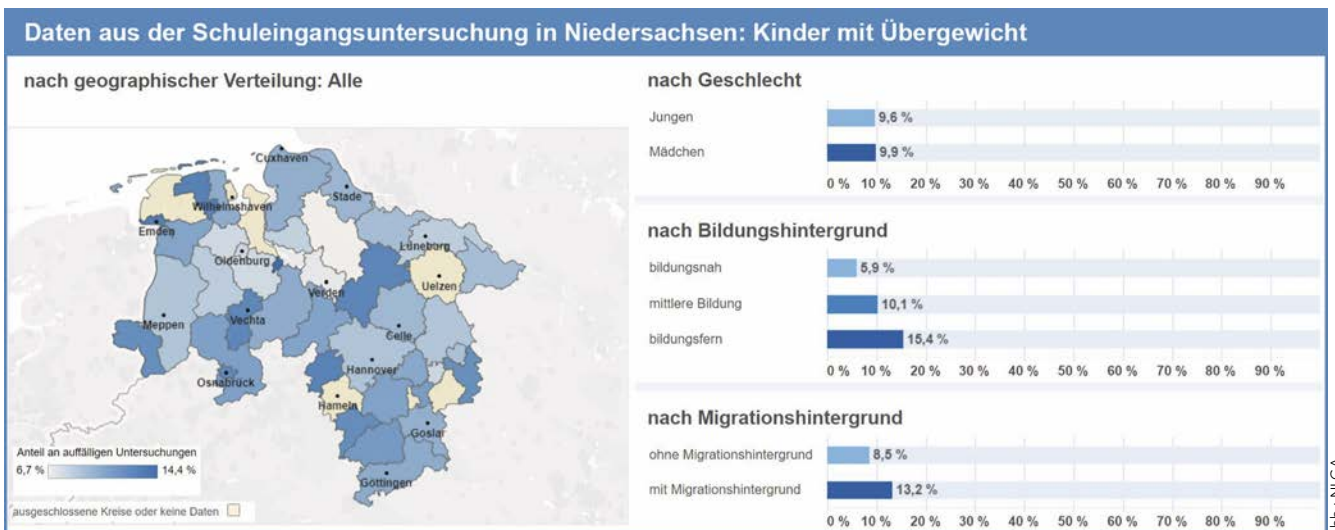 Daten aus der Schuleingangsuntersuchung in Niedersachsen: Kinder mit Übergewicht
nach geographischer Verteilung: Alle
Cuxhaven
Stade
Wilhelmshaven
Emden
Lüneburg
Oldenburg
Uelzen
Verden
Meppen
Vechta
Celle
Hannover
Osnabrück
Hameln
Goslar
Göttingen
Anteil an auffälligen Untersuchungen
6,7 % 14,4 %
ausgeschlossene Kreise oder keine Daten
nach Geschlecht
Jungen 9,6 %
Mädchen 9,9 %
0 % 10 % 20 % 30 % 40 % 50 % 60 % 70 % 80 % 90 %
nach Bildungshintergrund
bildungsnah 5,9 %
mittlere Bildung 10,1 %
bildungsfern 15,4 %
0 % 10 % 20 % 30 % 40 % 50 % 60 % 70 % 80 % 90 %
nach Migrationshintergrund
ohne Migrationshintergrund 8,5 %
mit Migrationshintergrund 13,2 %
0 % 10 % 20 % 30 % 40 % 50 % 60 % 70 % 80 % 90 %